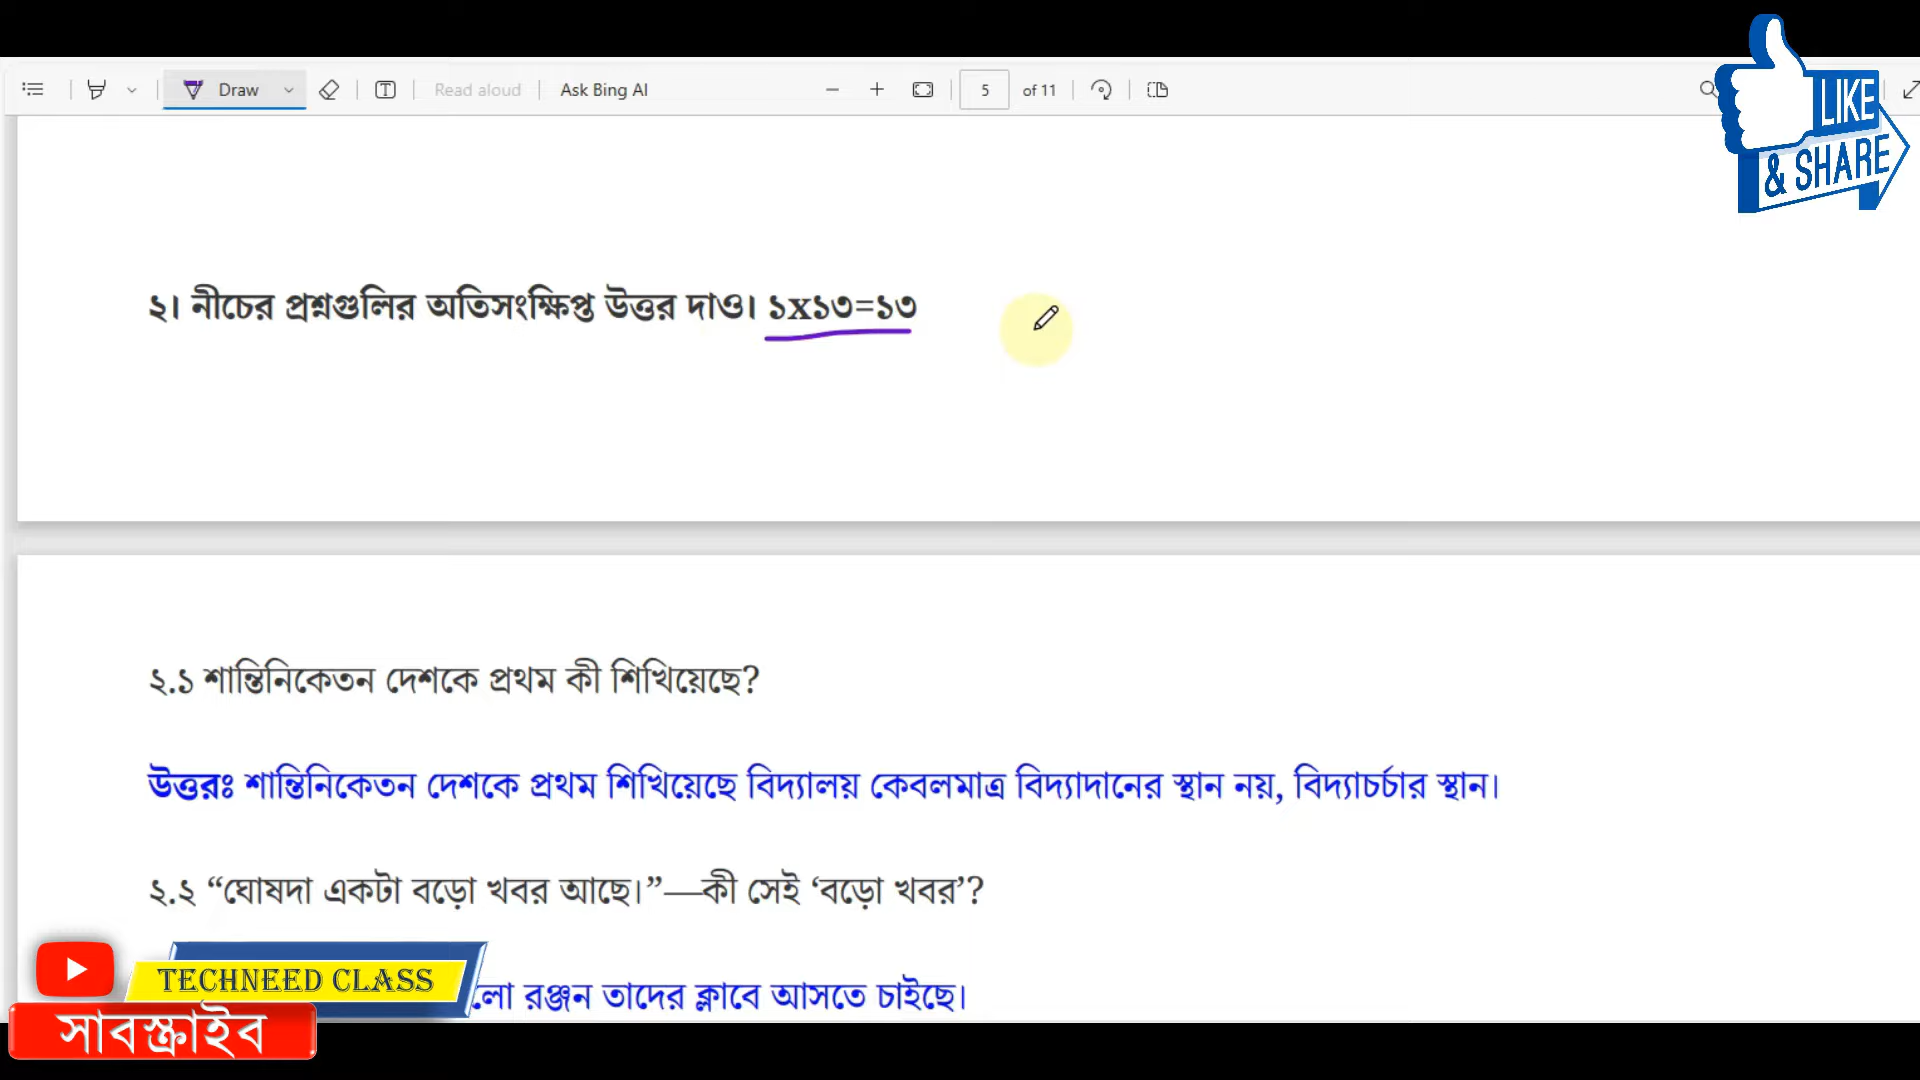 Draw
Read aloud
Ask Bing AI
5 of 11
LIKE
& SHARE
২। নীচের প্রশ্নগুলির অতিসংক্ষিপ্ত উত্তর দাও। ১x১৩=১৩
২.১ শান্তিনিকেতন দেশকে প্রথম কী শিখিয়েছে?
উত্তরঃ শান্তিনিকেতন দেশকে প্রথম শিখিয়েছে বিদ্যালয় কেবলমাত্র বিদ্যাদানের স্থান নয়, বিদ্যাচর্চার স্থান।
২.২ “ঘোষদা একটা বড়ো খবর আছে।”—কী সেই ‘বড়ো খবর’?
রঞ্জন তাদের ক্লাবে আসতে চাইছে।
TECHNEED CLASS
সাবস্ক্রাইব